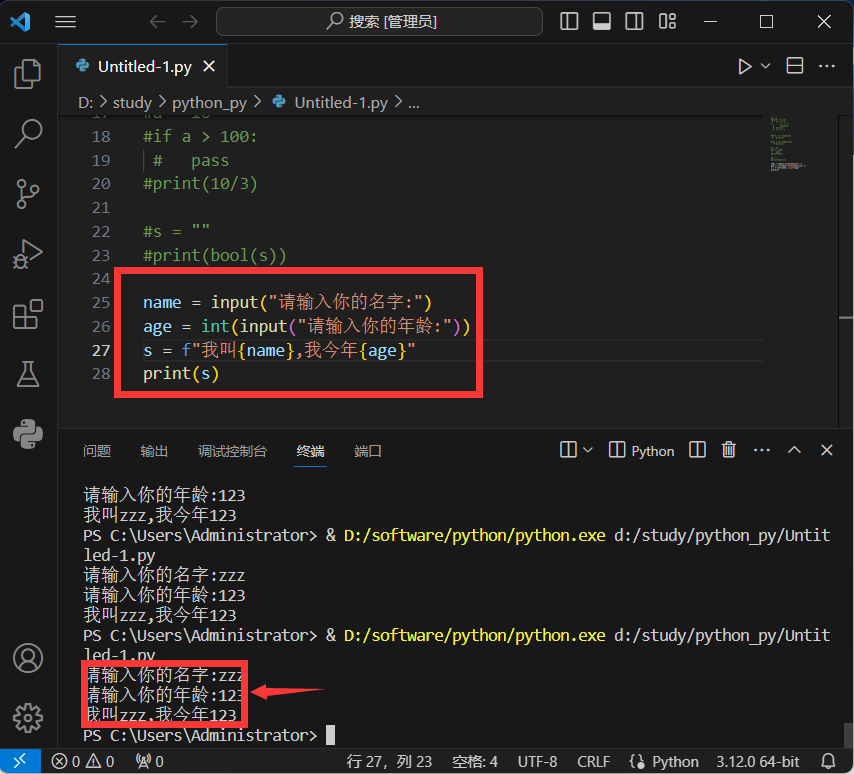 搜索 [管理员]
Untitled-1.py
D: > study > python_py > Untitled-1.py > ...
18 #if a > 100:
19 #   pass
20 #print(10/3)
21
22 #s = ""
23 #print(bool(s))
24
25 name = input("请输入你的名字:")
26 age = int(input("请输入你的年龄:"))
27 s = f"我叫{name},我今年{age}"
28 print(s)
问题 输出 调试控制台 终端 端口 Python
请输入你的年龄:123
我叫zzz,我今年123
PS C:\Users\Administrator> & D:/software/python/python.exe d:/study/python_py/Untit
led-1.py
请输入你的名字:zzz
请输入你的年龄:123
我叫zzz,我今年123
PS C:\Users\Administrator> & D:/software/python/python.exe d:/study/python_py/Untit
led-1.py
请输入你的名字:zzz
请输入你的年龄:123
我叫zzz,我今年123
PS C:\Users\Administrator>
0 0 0 行 27，列 23 空格: 4 UTF-8 CRLF Python 3.12.0 64-bit